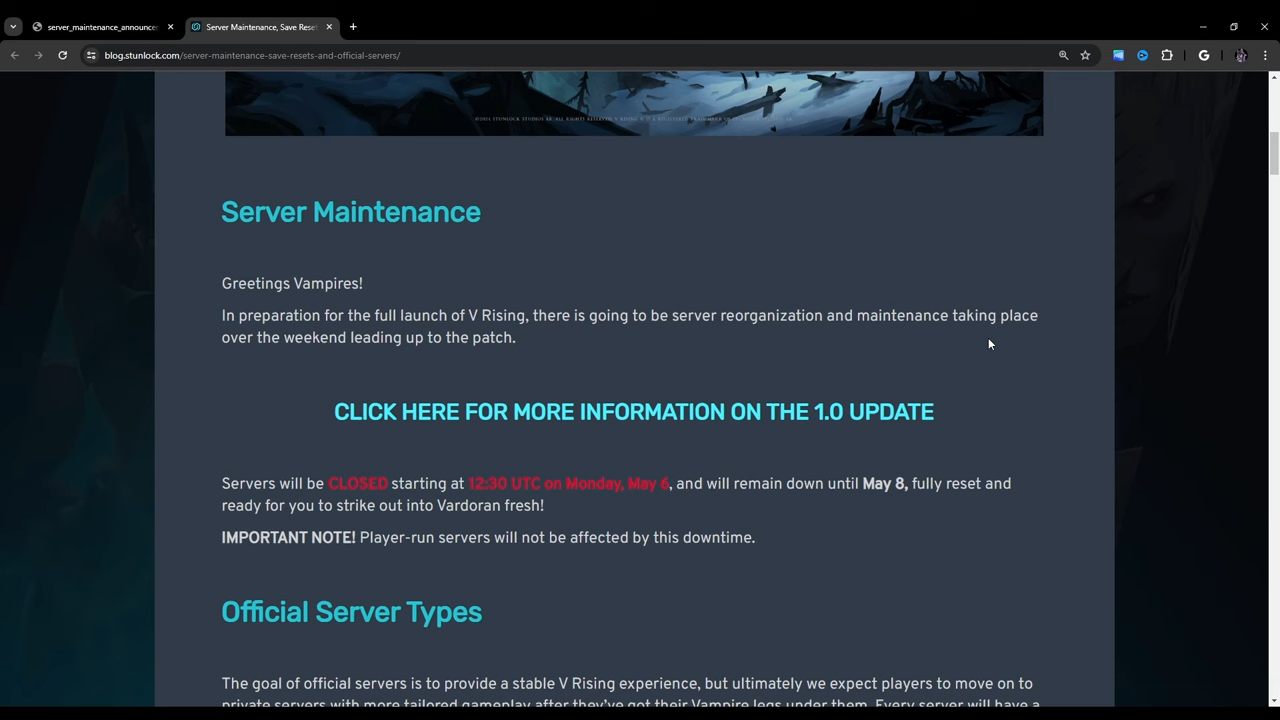 server_maintenance_announce
Server Maintenance, Save Rese
blog.stunlock.com/server-maintenance-save-resets-and-official-servers/
Server Maintenance
Greetings Vampires!
In preparation for the full launch of V Rising, there is going to be server reorganization and maintenance taking place
over the weekend leading up to the patch.
CLICK HERE FOR MORE INFORMATION ON THE 1.0 UPDATE
Servers will be CLOSED starting at 12:30 UTC on Monday, May 6, and will remain down until May 8, fully reset and
ready for you to strike out into Vardoran fresh!
IMPORTANT NOTE! Player-run servers will not be affected by this downtime.
Official Server Types
The goal of official servers is to provide a stable V Rising experience, but ultimately we expect players to move on to
private servers with more tailored gameplay after they've got their Vampire legs under them. Every server will have a